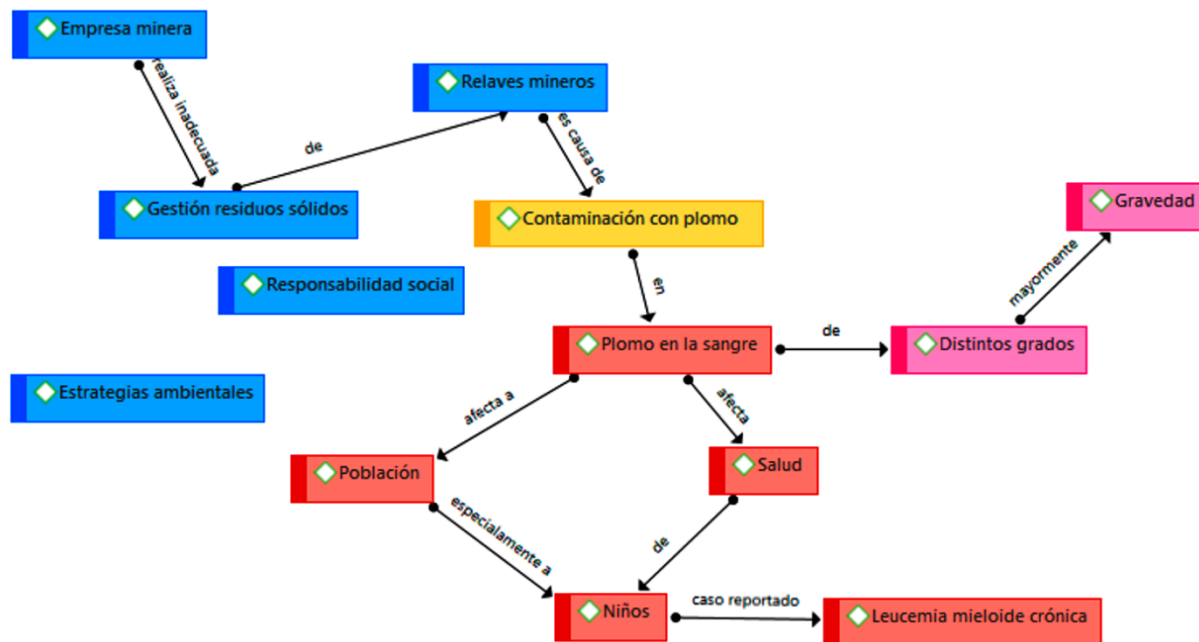 Empresa minera
realiza inadecuada
Relaves mineros
de
es causa de
Gestión residuos sólidos
Contaminación con plomo
Gravedad
Responsabilidad social
en
mayormente
Plomo en la sangre
de
Distintos grados
Estrategias ambientales
afecta a
afecta
Población
Salud
especialmente a
de
Niños
caso reportado
Leucemia mieloide crónica